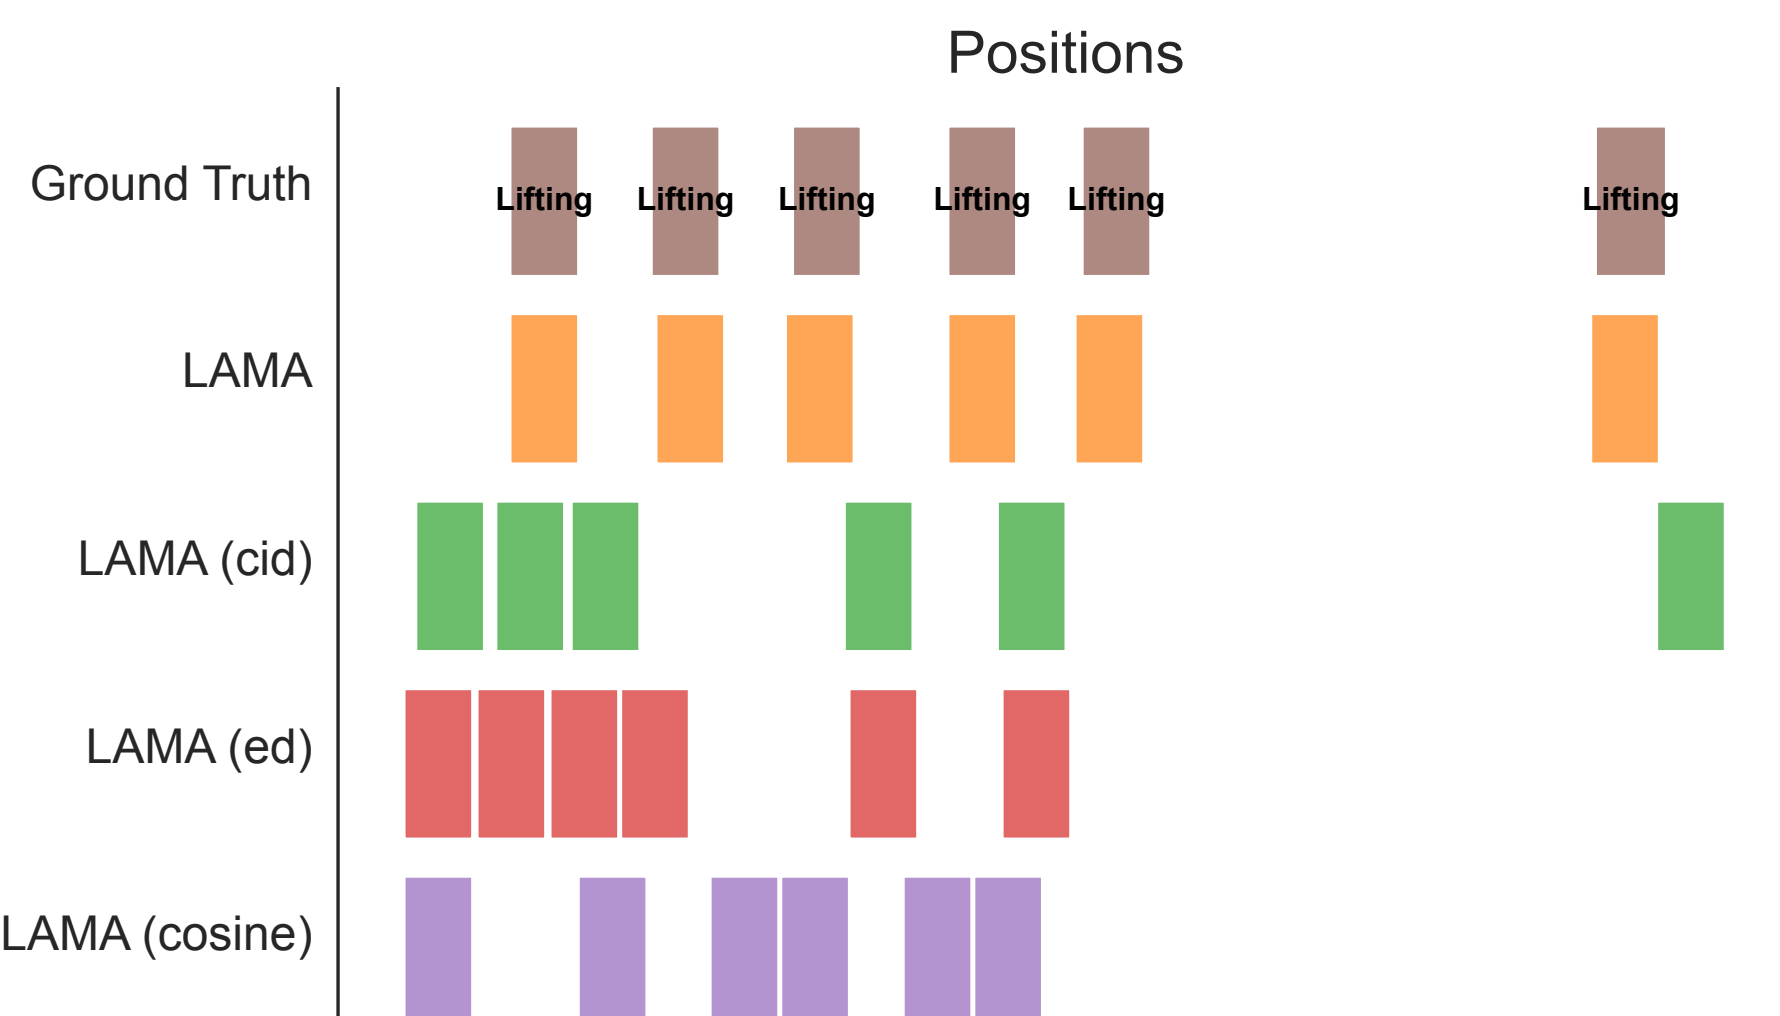 Positions
Ground Truth
Lifting Lifting Lifting Lifting Lifting Lifting
LAMA
LAMA (cid)
LAMA (ed)
LAMA (cosine)